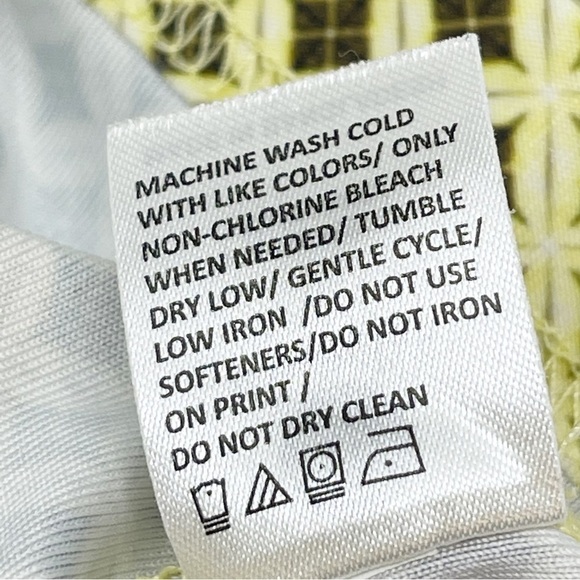 MACHINE WASH COLD
WITH LIKE COLORS/ ONLY
NON-CHLORINE BLEACH
WHEN NEEDED/ TUMBLE
DRY LOW/ GENTLE CYCLE/
LOW IRON /DO NOT USE
SOFTENERS/DO NOT IRON
ON PRINT /
DO NOT DRY CLEAN